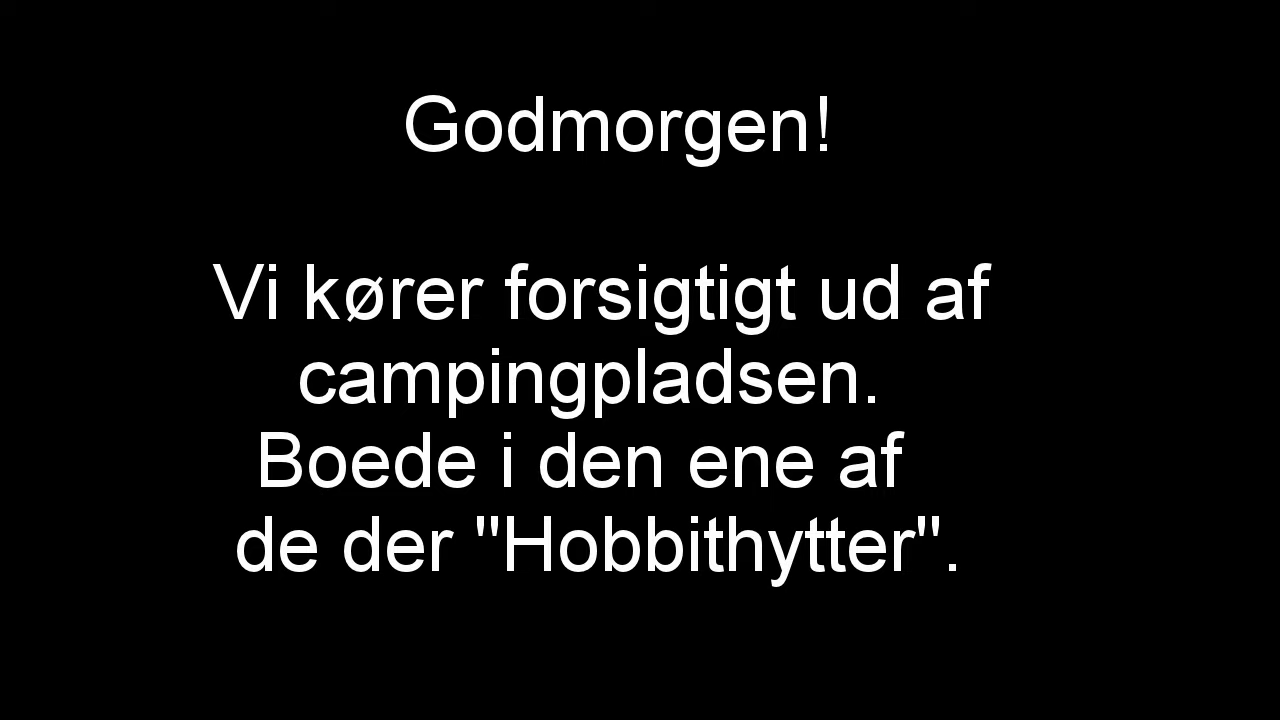 Godmorgen!
Vi kører forsigtigt ud af
campingpladsen.
Boede i den ene af
de der "Hobbithytter".